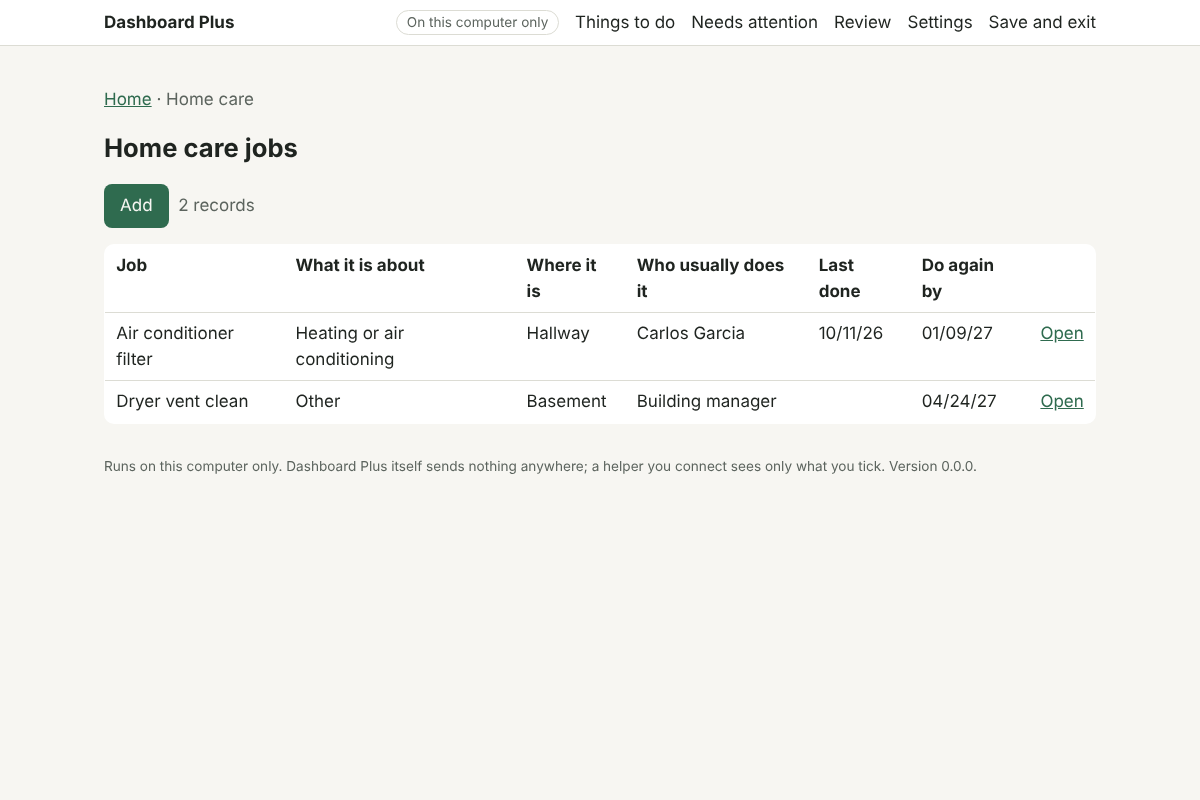 Dashboard Plus On this computer only Things to do Needs attention Review Settings Save and exit
Home · Home care
Home care jobs
Add 2 records
Job What it is about Where it is Who usually does it Last done Do again by
Air conditioner filter Heating or air conditioning Hallway Carlos Garcia 10/11/26 01/09/27 Open
Dryer vent clean Other Basement Building manager 04/24/27 Open
Runs on this computer only. Dashboard Plus itself sends nothing anywhere; a helper you connect sees only what you tick. Version 0.0.0.